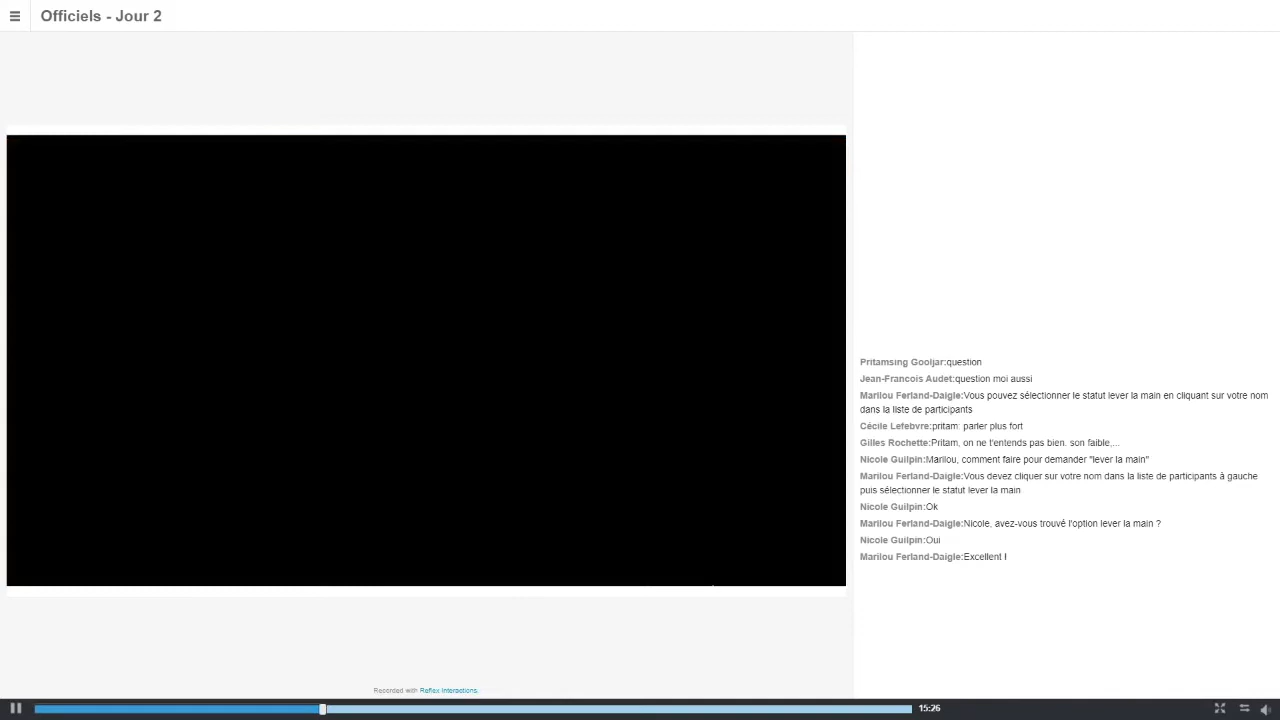 Officiels - Jour 2
Pritamsing Gooljar:question
Jean-Francois Audet:question moi aussi
Marilou Ferland-Daigle:Vous pouvez sélectionner le statut lever la main en cliquant sur votre nom
dans la liste de participants
Cécile Lefebvre:pritam: parler plus fort
Gilles Rochette:Pritam, on ne t'entends pas bien. son faible,...
Nicole Guilpin:Marilou, comment faire pour demander "lever la main"
Marilou Ferland-Daigle:Vous devez cliquer sur votre nom dans la liste de participants à gauche
puis sélectionner le statut lever la main
Nicole Guilpin:Ok
Marilou Ferland-Daigle:Nicole, avez-vous trouvé l'option lever la main ?
Nicole Guilpin:Oui
Marilou Ferland-Daigle:Excellent !
Recorded with Reflex Interactions.
15:26